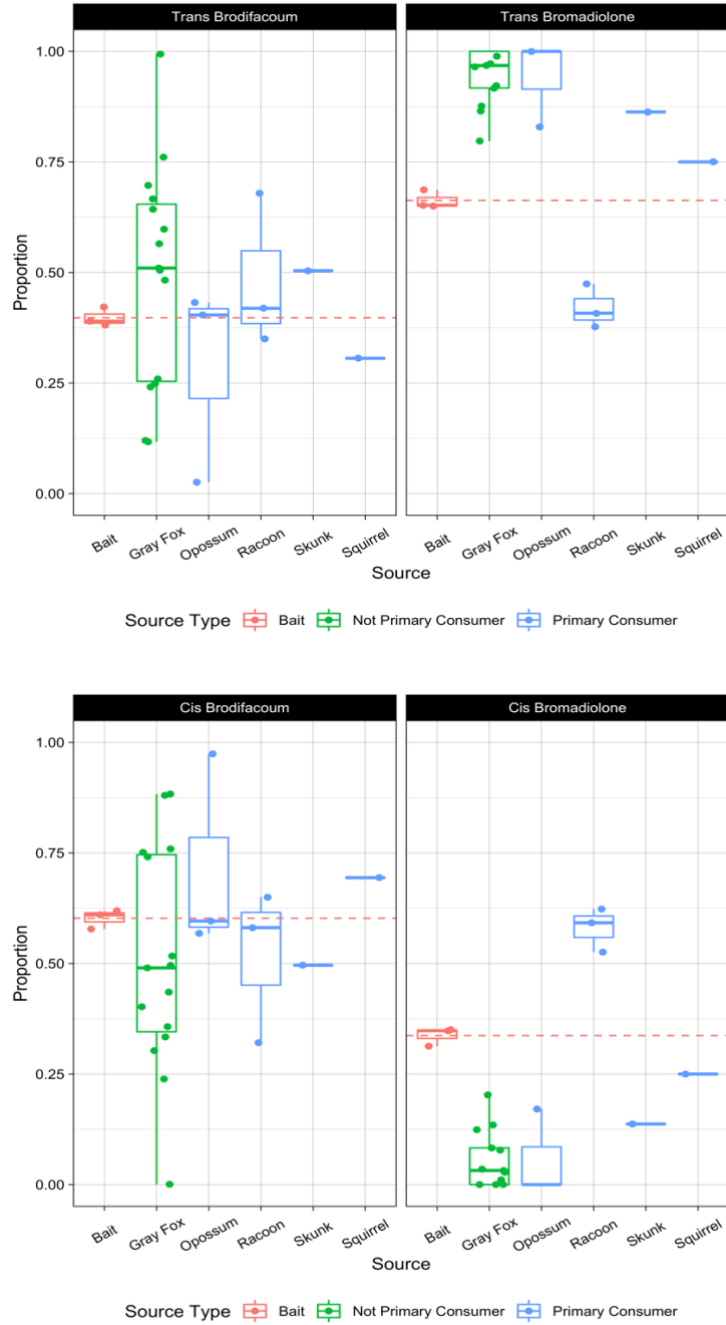 Trans Brodifacoum Trans Bromadiolone
1.00
0.75
0.50
0.25
0.00
Proportion
Bait Gray Fox Opossum Racoon Skunk Squirrel Bait Gray Fox Opossum Racoon Skunk Squirrel
Source
Source Type Bait Not Primary Consumer Primary Consumer
Cis Brodifacoum Cis Bromadiolone
1.00
0.75
0.50
0.25
0.00
Proportion
Bait Gray Fox Opossum Racoon Skunk Squirrel Bait Gray Fox Opossum Racoon Skunk Squirrel
Source
Source Type Bait Not Primary Consumer Primary Consumer